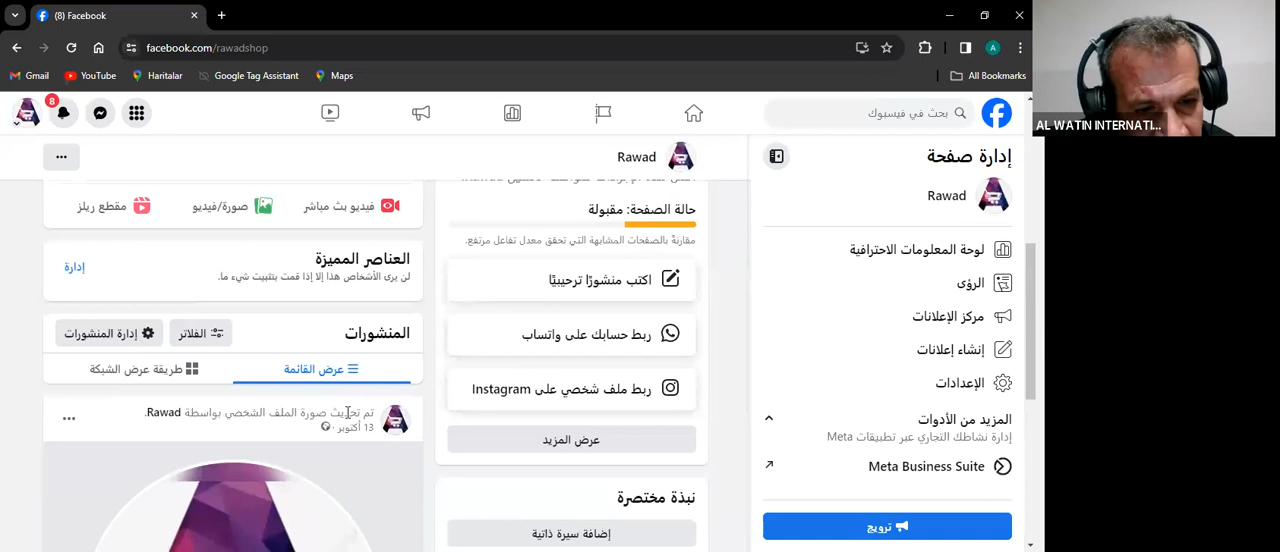 (8) Facebook
facebook.com/rawadshop
Gmail
YouTube
Haritalar
Google Tag Assistant
Maps
All Bookmarks
A
AL WATIN INTERNATI...
8
بحث في فيسبوك
إدارة صفحة
Rawad
لوحة المعلومات الاحترافية
الرؤى
مركز الإعلانات
إنشاء إعلانات
الإعدادات
المزيد من الأدوات
إدارة نشاطك التجاري عبر تطبيقات Meta
Meta Business Suite
ترويج
Rawad
حالة الصفحة: مقبولة
مقارنةً بالصفحات المشابهة التي تحقق معدل تفاعل مرتفع.
اكتب منشورًا ترحيبيًا
ربط حسابك على واتساب
ربط ملف شخصي على Instagram
عرض المزيد
نبذة مختصرة
إضافة سيرة ذاتية
فيديو بث مباشر
صورة/فيديو
مقطع ريلز
العناصر المميزة
إدارة
لن يرى الأشخاص هذا إلا إذا قمت بتثبيت شيء ما.
المنشورات
الفلاتر
إدارة المنشورات
عرض القائمة
طريقة عرض الشبكة
تم تحديث صورة الملف الشخصي بواسطة Rawad.
13 أكتوبر